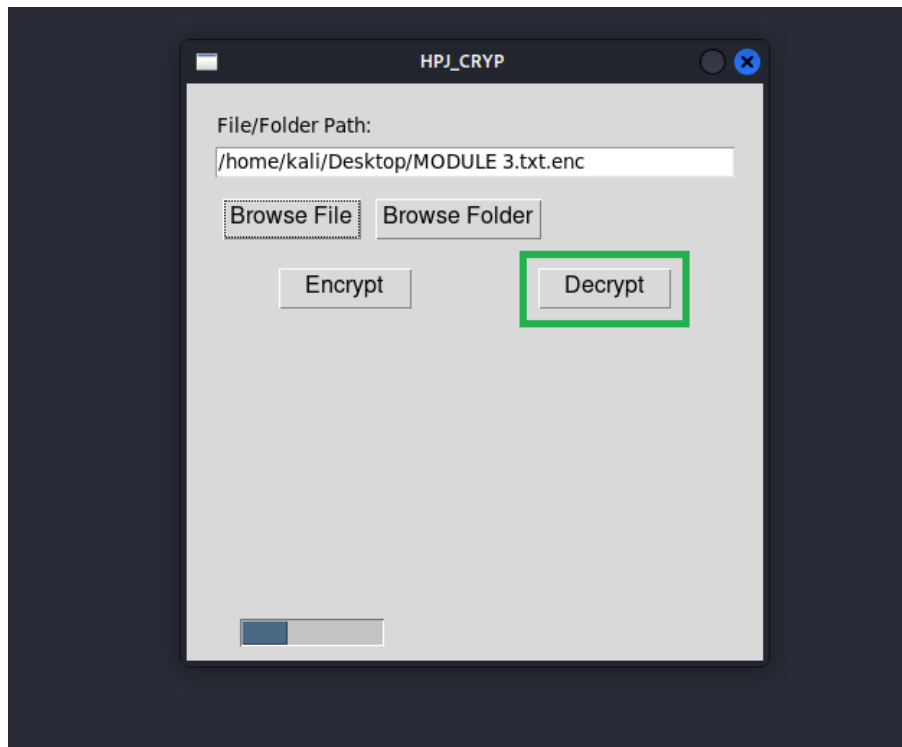 HPJ_CRYP
File/Folder Path:
/home/kali/Desktop/MODULE 3.txt.enc
Browse File Browse Folder
Encrypt Decrypt